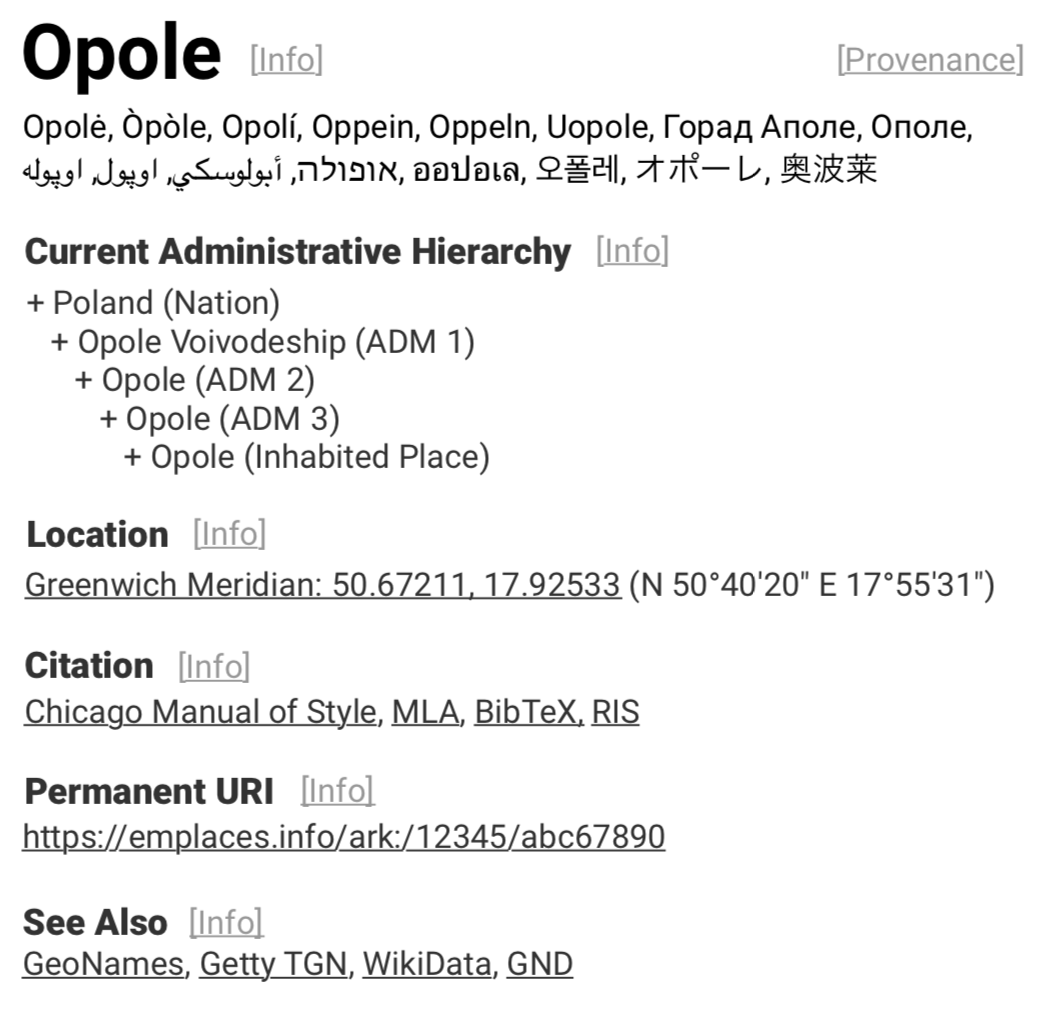 Opole [Info] [Provenance]
Opolė, Òpòle, Opolí, Oppein, Oppeln, Uopole, Горад Аполе, Ополе,
اوپوله, اوپول, أبولوسكي, אופולה, ออปอเล, 오폴레, オポーレ, 奥波莱
Current Administrative Hierarchy [Info]
+ Poland (Nation)
+ Opole Voivodeship (ADM 1)
+ Opole (ADM 2)
+ Opole (ADM 3)
+ Opole (Inhabited Place)
Location [Info]
Greenwich Meridian: 50.67211, 17.92533 (N 50°40'20" E 17°55'31")
Citation [Info]
Chicago Manual of Style, MLA, BibTeX, RIS
Permanent URI [Info]
https://emplaces.info/ark:/12345/abc67890
See Also [Info]
GeoNames, Getty TGN, WikiData, GND